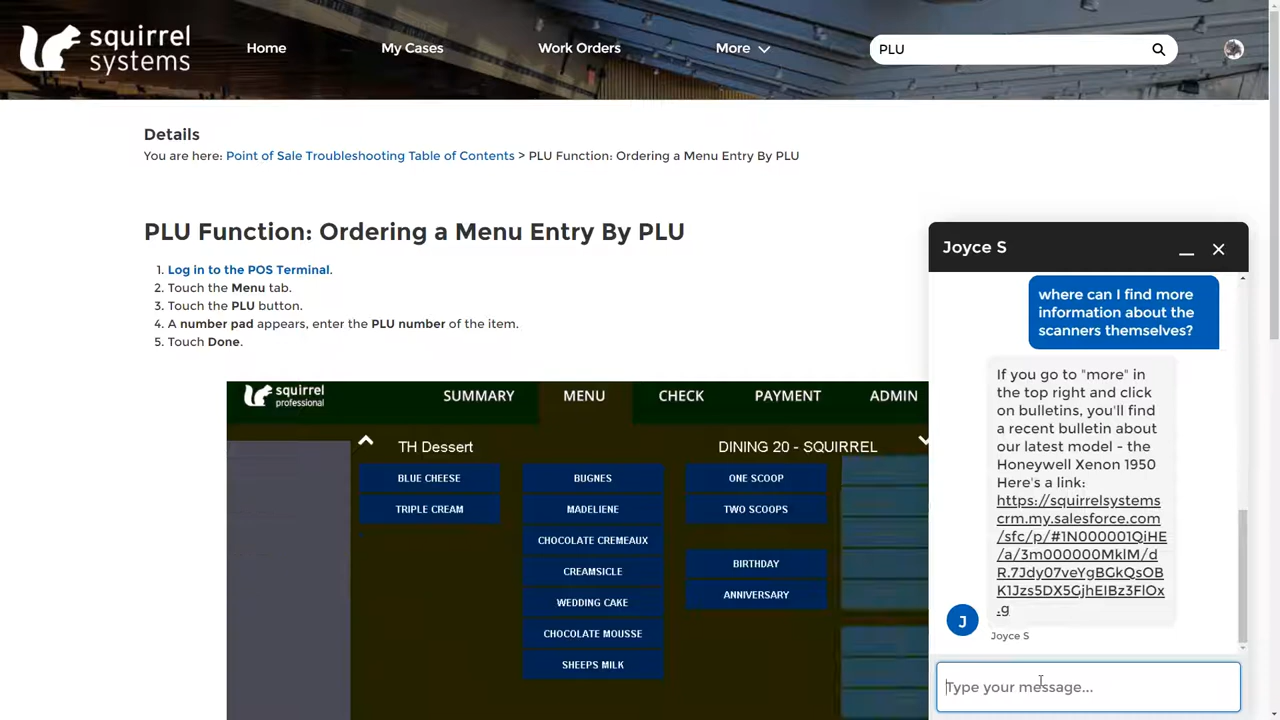 squirrel
systems
Home
My Cases
Work Orders
More
PLU
Details
You are here: Point of Sale Troubleshooting Table of Contents > PLU Function: Ordering a Menu Entry By PLU
PLU Function: Ordering a Menu Entry By PLU
1. Log in to the POS Terminal.
2. Touch the Menu tab.
3. Touch the PLU button.
4. A number pad appears, enter the PLU number of the item.
5. Touch Done.
squirrel
professional
SUMMARY
MENU
CHECK
PAYMENT
ADMIN
TH Dessert
DINING 20 - SQUIRREL
BLUE CHEESE
BUGNES
ONE SCOOP
TRIPLE CREAM
MADELIENE
TWO SCOOPS
CHOCOLATE CREMEAUX
BIRTHDAY
CREAMSICLE
ANNIVERSARY
WEDDING CAKE
CHOCOLATE MOUSSE
SHEEPS MILK
Joyce S
where can I find more
information about the
scanners themselves?
If you go to "more" in
the top right and click
on bulletins, you'll find
a recent bulletin about
our latest model - the
Honeywell Xenon 1950
Here's a link:
https://squirrelsystems
crm.my.salesforce.com
/sfc/p/#1N000001QiHE
/a/3m000000MklM/d
R.7Jdy07veYgBGkQsOB
K1Jzs5DX5GjhEIBz3FlOx
.g
J
Joyce S
Type your message...